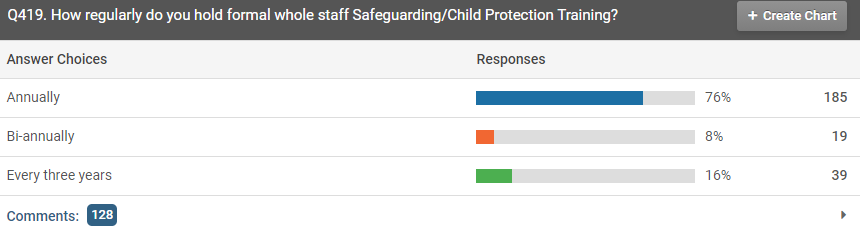 Q419. How regularly do you hold formal whole staff Safeguarding/Child Protection Training?
+ Create Chart
Answer Choices Responses
Annually 76% 185
Bi-annually 8% 19
Every three years 16% 39
Comments: 128